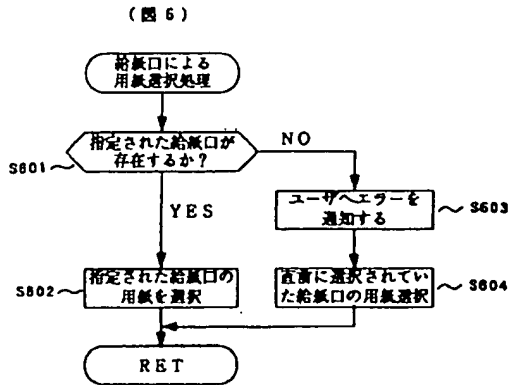 (図 6)
給紙口による
用紙選択処理
指定された給紙口が
存在するか?
NO
S601
YES
ユーザへエラーを
通知する
S603
指定された給紙口の
用紙を選択
S602
直前に選択されてい
た給紙口の用紙選択
S604
RET